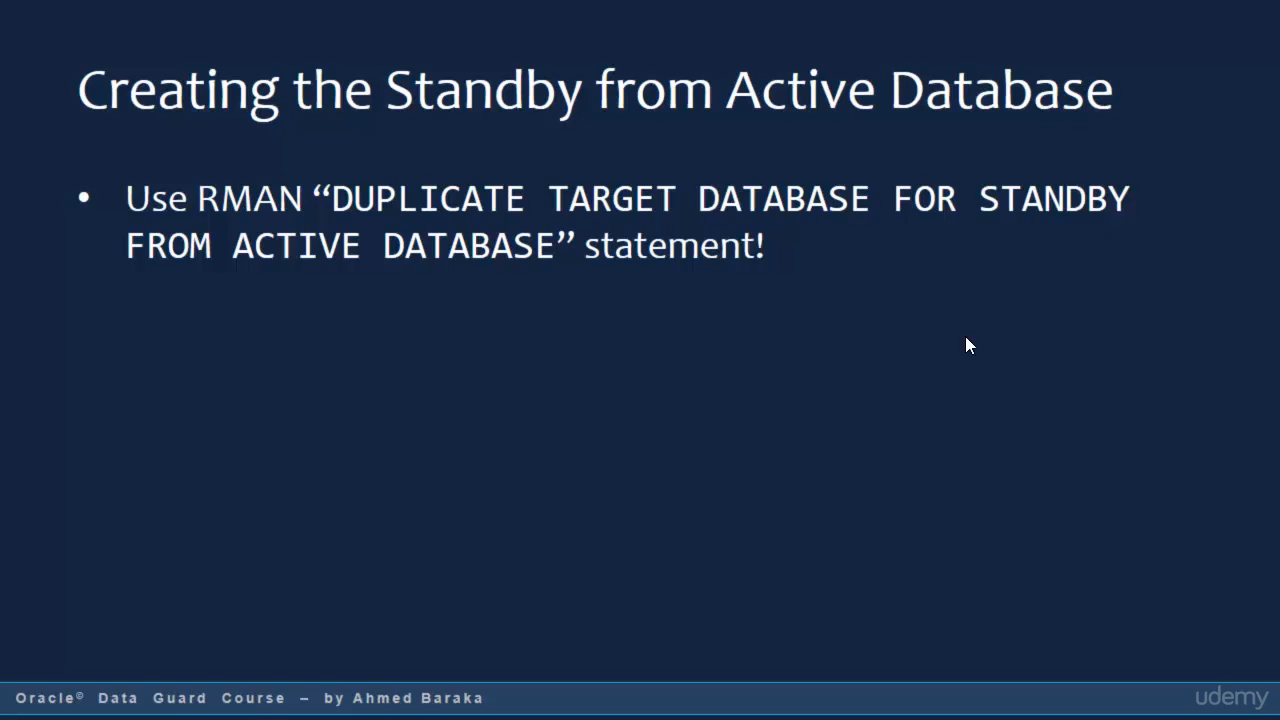 Creating the Standby from Active Database
• Use RMAN “DUPLICATE TARGET DATABASE FOR STANDBY
FROM ACTIVE DATABASE” statement!
Oracle© Data Guard Course – by Ahmed Baraka
udemy